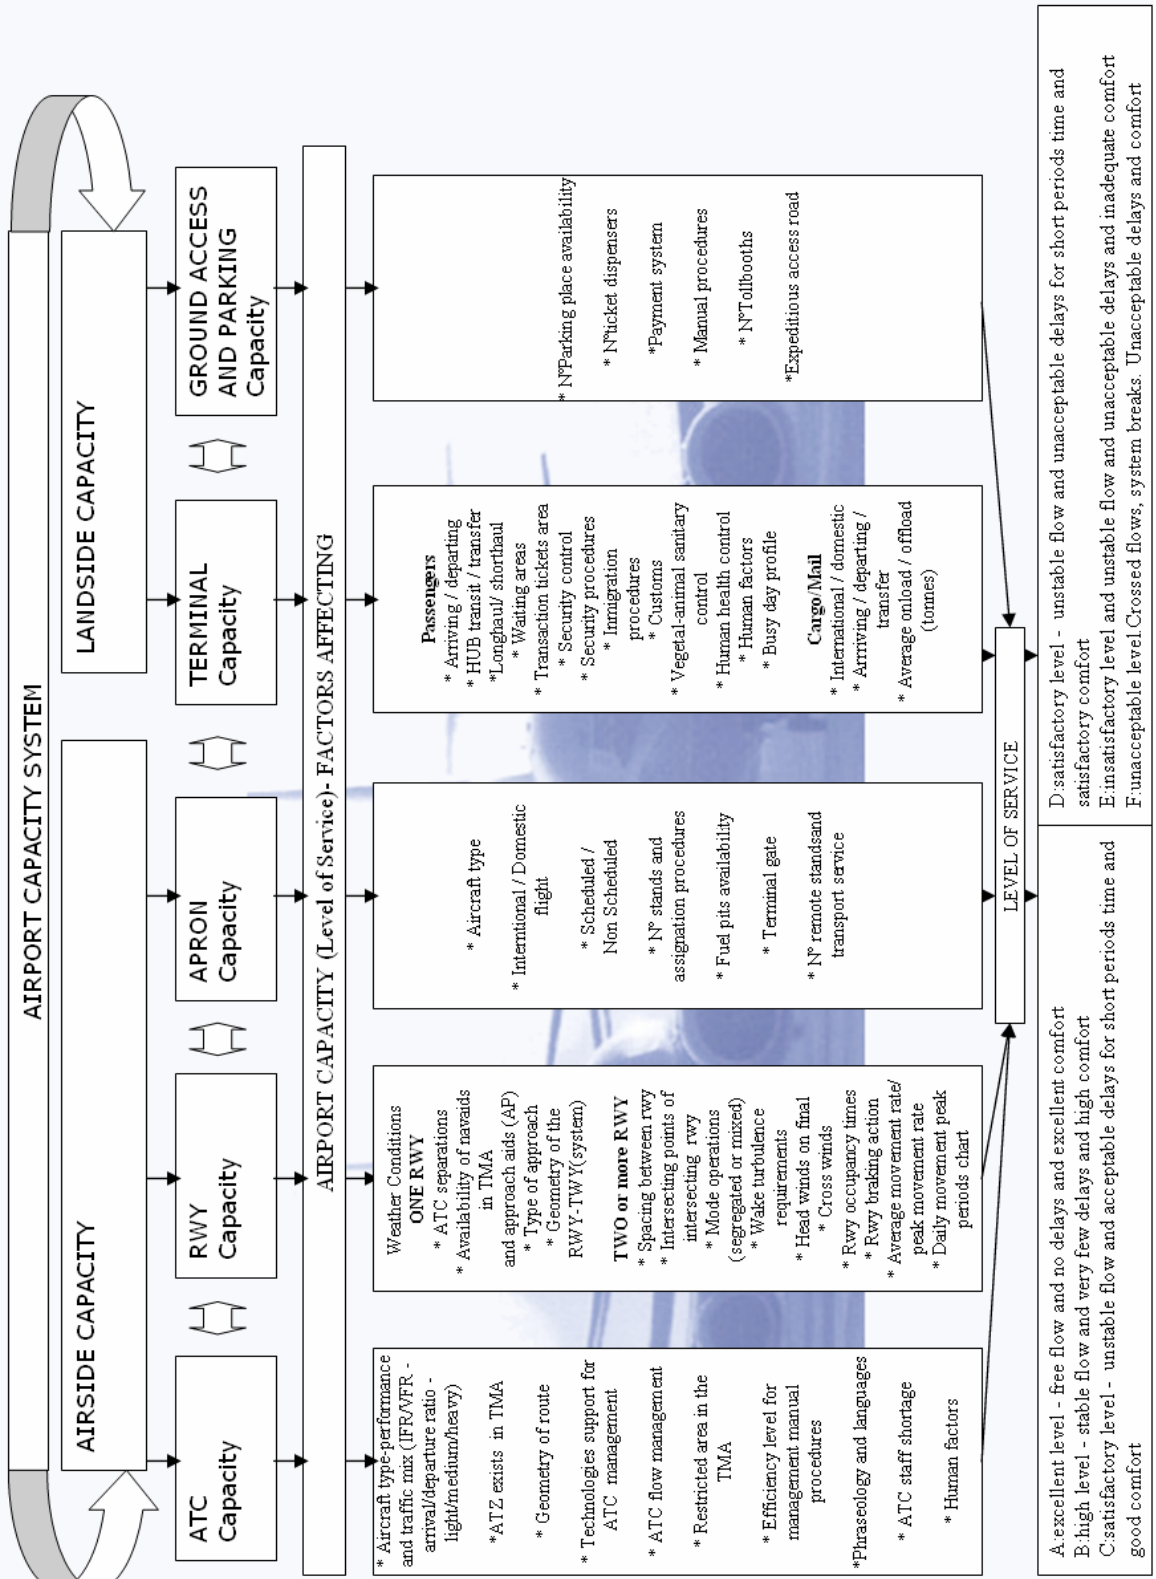 AIRPORT CAPACITY SYSTEM
AIRSIDE CAPACITY
LANDSIDE CAPACITY
ATC
Capacity
RWY
Capacity
APRON
Capacity
TERMINAL
Capacity
GROUND ACCESS
AND PARKING
Capacity
AIRPORT CAPACITY (Level of Service)- FACTORS AFFECTING
* Aircraft type-performance
and traffic mix (IFR/VFR -
arrival/departure ratio -
light/medium/heavy)
*ATZ exists in TMA
* Geometry of route
* Technologies support for
ATC management
* ATC flow management
* Restricted area in the
TMA
* Efficiency level for
management manual
procedures
*Phraseology and languages
* ATC staff shortage
* Human factors
Weather Conditions
ONE RWY
* ATC separations
* Availability of navaids
in TMA
and approach aids (AP)
* Type of approach
* Geometry of the
RWY-TWY(system)
TWO or more RWY
* Spacing between rwy
* Intersecting points of
intersecting rwy
* Mode operations
(segregated or mixed)
* Wake turbulence
requirements
* Head winds on final
* Cross winds
* Rwy occupancy times
* Rwy braking action
* Average movement rate/
peak movement rate
* Daily movement peak
periods chart
* Aircraft type
* Interntional / Domestic
flight
* Scheduled /
Non Scheduled
* Nº stands and
assignation procedures
* Fuel pits availability
* Terminal gate
* Nº remote standsand
transport service
Passengers
* Arriving / departing
* HUB transit / transfer
*Longhaul/ shorthaul
* Waiting areas
* Transaction tickets area
* Security control
* Security procedures
* Inmigration
procedures
* Customs
* Vegetal-animal sanitary
control
* Human health control
* Human factors
* Busy day profile
Cargo/Mail
* International / domestic
* Arriving / departing /
transfer
* Average onload / offload
(tonnes)
* NºParking place availability
* Nºticket dispensers
*Payment system
* Manual procedures
* NºTollbooths
*Expeditious access road
LEVEL OF SERVICE
A:excellent level - free flow and no delays and excellent comfort
B:high level - stable flow and very few delays and high comfort
C:satisfactory level - unstable flow and acceptable delays for short periods time and
good comfort
D:satisfactory level - unstable flow and unacceptable delays for short periods time and
satisfactory comfort
E:insatisfactory level and unstable flow and unacceptable delays and inadequate comfort
F:unacceptable level.Crossed flows, system breaks. Unacceptable delays and comfort